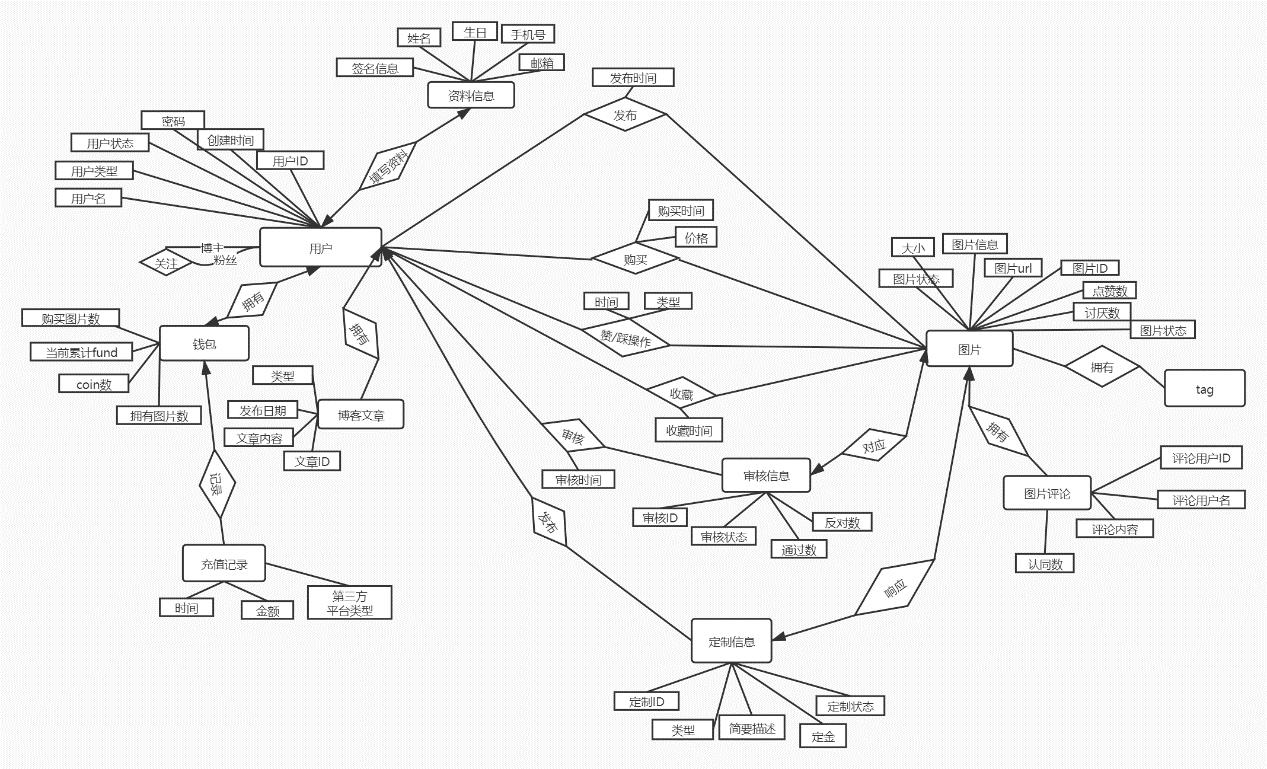 姓名
生日
手机号
签名信息
邮箱
资料信息
发布时间
发布
密码
用户状态
创建时间
用户ID
用户类型
用户名
填写资料
用户
博主
粉丝
关注
拥有
购买时间
价格
购买
大小
图片信息
图片状态
图片url
图片ID
点赞数
讨厌数
图片状态
时间
类型
赞/踩操作
图片
购买图片数
当前累计fund
coin数
拥有图片数
钱包
拥有
类型
发布日期
文章内容
文章ID
博客文章
收藏
收藏时间
拥有
tag
审核
审核时间
对应
审核信息
审核ID
审核状态
通过数
反对数
拥有
图片评论
评论用户ID
评论用户名
评论内容
认同数
记录
充值记录
时间
金额
第三方
平台类型
发布
响应
定制信息
定制ID
类型
简要描述
定金
定制状态